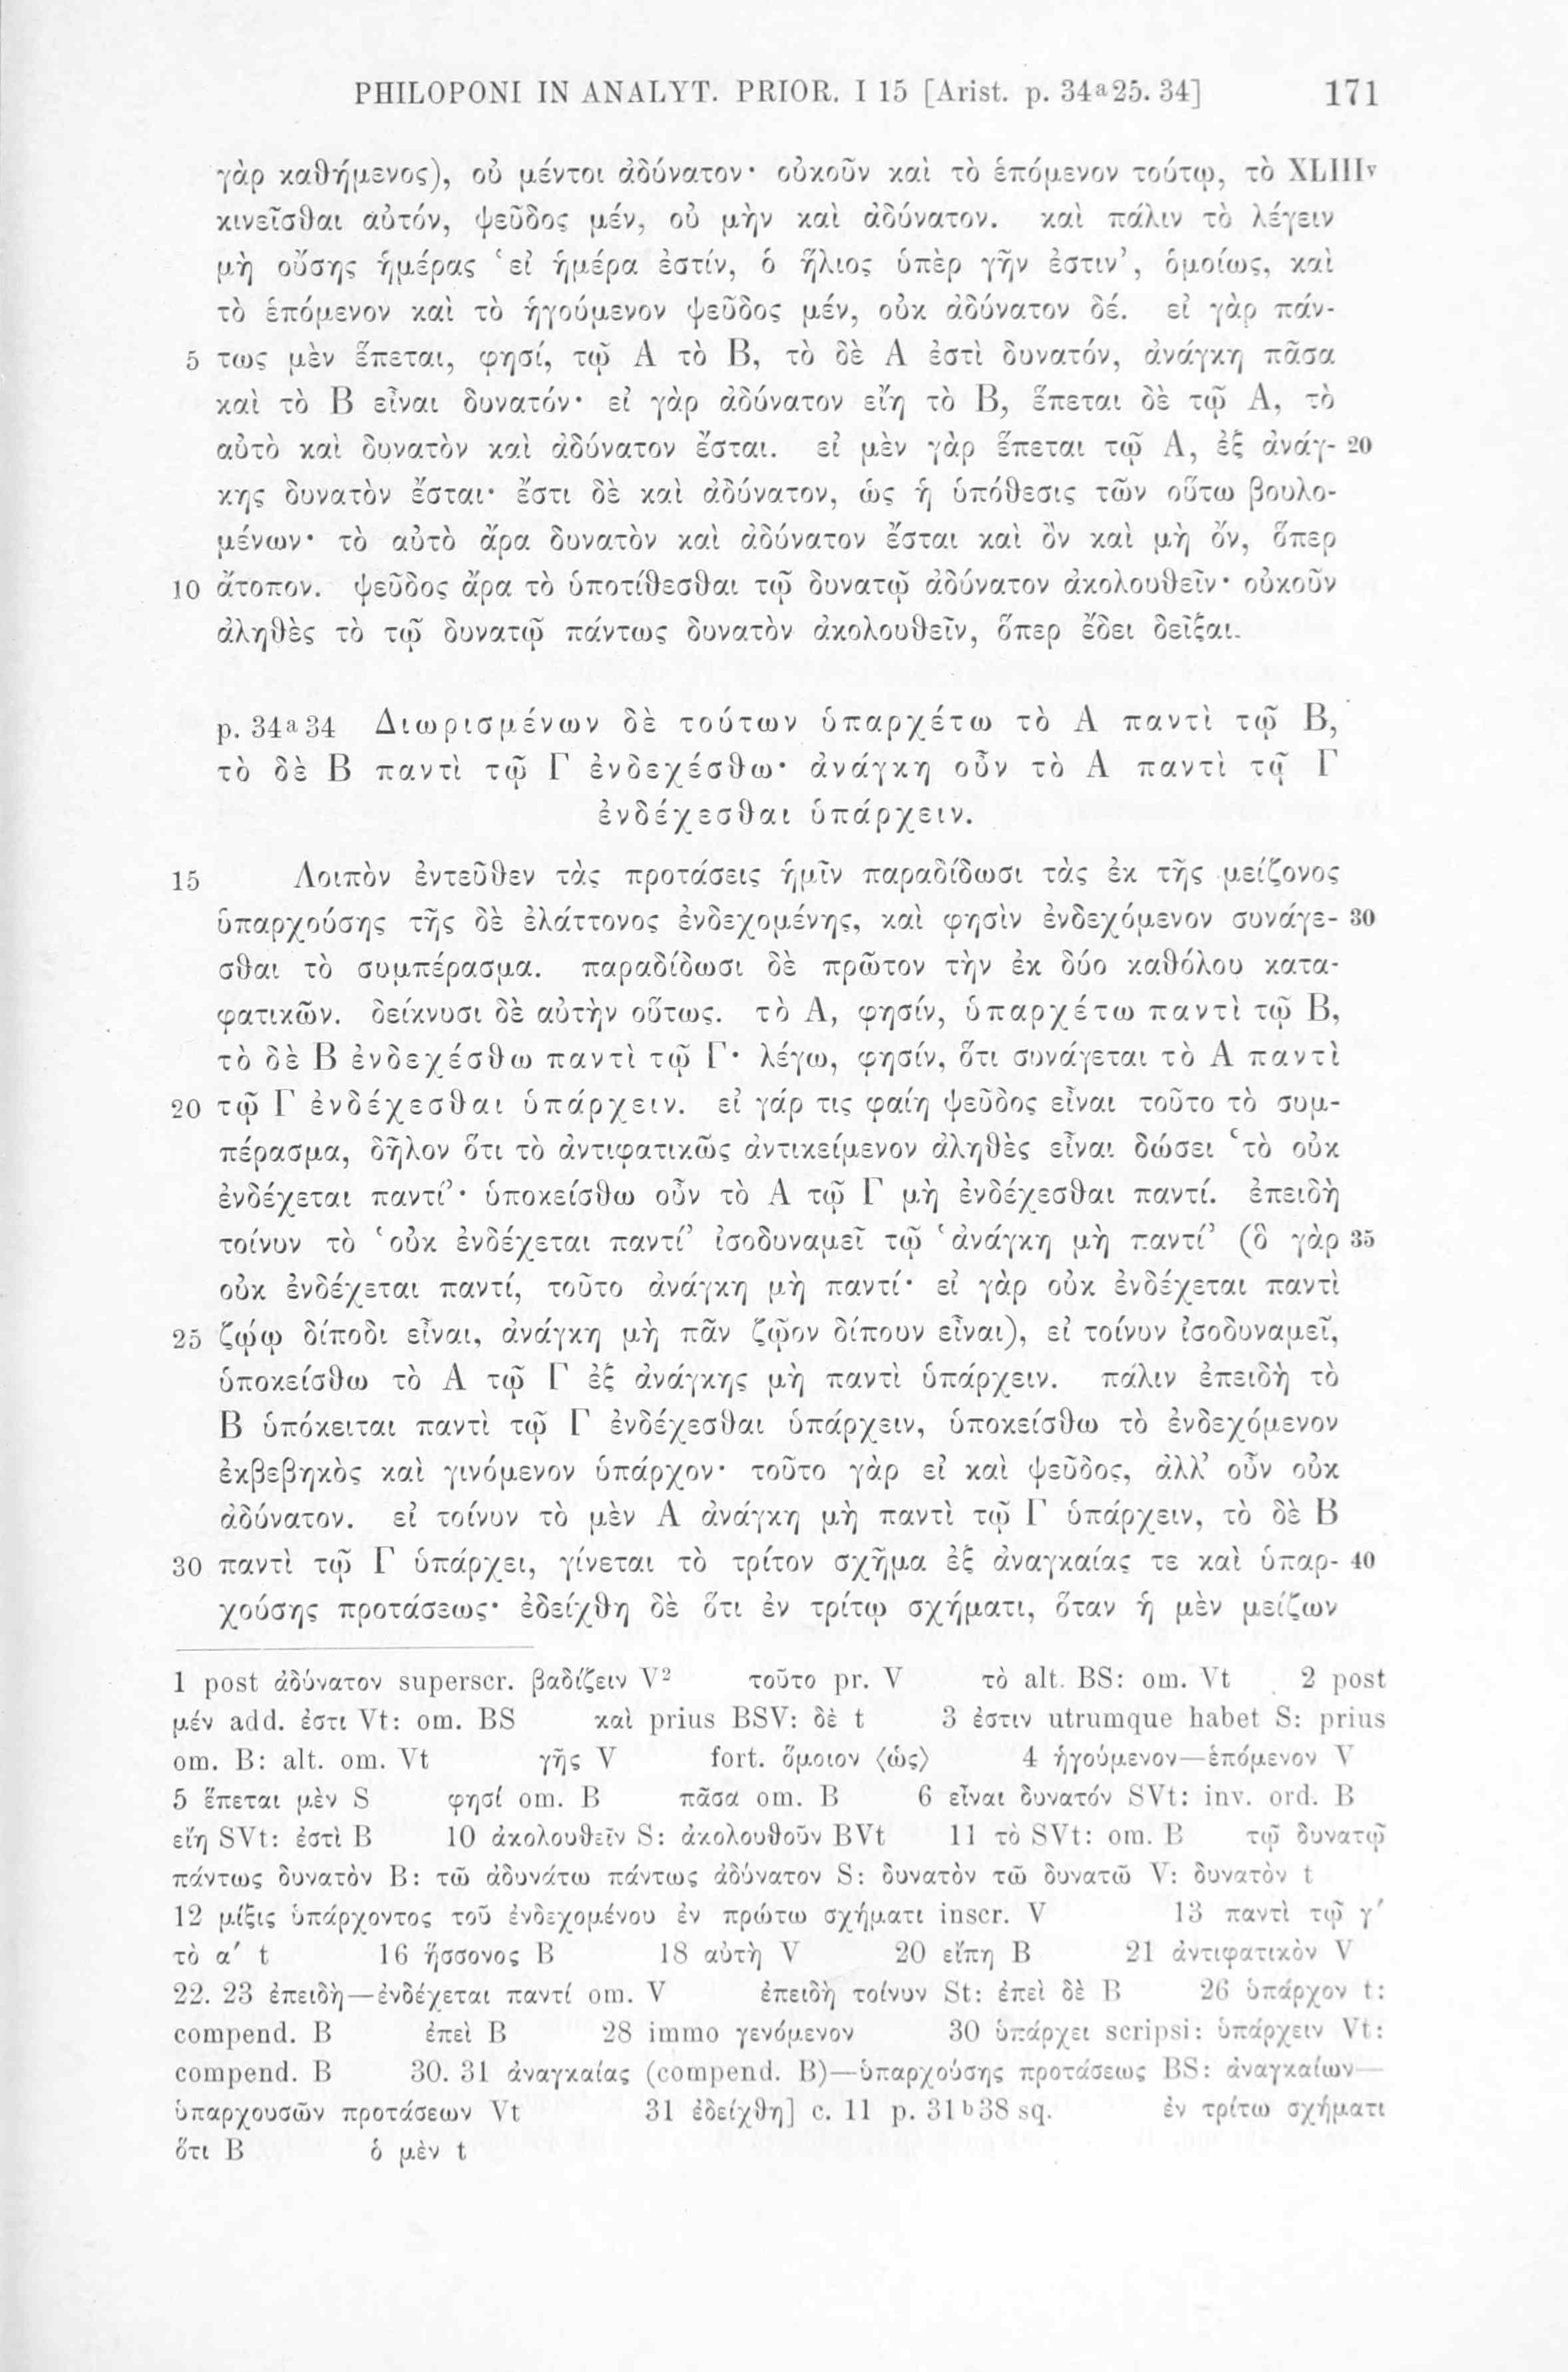 PHILOPONI IN ANALYT. PRIOR. I 15 [Arist. p. 34ᵃ25. 34] 171
γὰρ καθήμενος), οὐ μέντοι ἀδύνατον· οὐκοῦν καὶ τὸ ἑπόμενον τούτῳ, τὸ XLIIIᵛ
κινεῖσθαι αὐτόν, ψεῦδος μέν, οὐ μὴν καὶ ἀδύνατον. καὶ πάλιν τὸ λέγειν
μὴ οὔσης ἡμέρας ‘εἰ ἡμέρα ἐστίν, ὁ ἥλιος ὑπὲρ γῆν ἐστιν’, ὁμοίως, καὶ
τὸ ἑπόμενον καὶ τὸ ἡγούμενον ψεῦδος μέν, οὐκ ἀδύνατον δέ. εἰ γὰρ πάν-
5 τως μὲν ἕπεται, φησί, τῷ Α τὸ Β, τὸ δὲ Α ἐστὶ δυνατόν, ἀνάγκη πᾶσα
καὶ τὸ Β εἶναι δυνατόν· εἰ γὰρ ἀδύνατον εἴη τὸ Β, ἕπεται δὲ τῷ Α, τὸ
αὐτὸ καὶ δυνατὸν καὶ ἀδύνατον ἔσται. εἰ μὲν γὰρ ἕπεται τῷ Α, ἐξ ἀνάγ- 20
κης δυνατὸν ἔσται· ἔστι δὲ καὶ ἀδύνατον, ὡς ἡ ὑπόθεσις τῶν οὕτω βουλο-
μένων· τὸ αὐτὸ ἄρα δυνατὸν καὶ ἀδύνατον ἔσται καὶ ὂν καὶ μὴ ὄν, ὅπερ
10 ἄτοπον. ψεῦδος ἄρα τὸ ὑποτίθεσθαι τῷ δυνατῷ ἀδύνατον ἀκολουθεῖν· οὐκοῦν
ἀληθὲς τὸ τῷ δυνατῷ πάντως δυνατὸν ἀκολουθεῖν, ὅπερ ἔδει δεῖξαι.
p. 34ᵃ34 Διωρισμένων δὲ τούτων ὑπαρχέτω τὸ Α παντὶ τῷ Β,
τὸ δὲ Β παντὶ τῷ Γ ἐνδεχέσθω· ἀνάγκη οὖν τὸ Α παντὶ τῷ Γ
ἐνδέχεσθαι ὑπάρχειν.
15 Λοιπὸν ἐντεῦθεν τὰς προτάσεις ἡμῖν παραδίδωσι τὰς ἐκ τῆς μείζονος
ὑπαρχούσης τῆς δὲ ἐλάττονος ἐνδεχομένης, καὶ φησὶν ἐνδεχόμενον συνάγε- 30
σθαι τὸ συμπέρασμα. παραδίδωσι δὲ πρῶτον τὴν ἐκ δύο καθόλου κατα-
φατικῶν. δείκνυσι δὲ αὐτὴν οὕτως. τὸ Α, φησίν, ὑπαρχέτω παντὶ τῷ Β,
τὸ δὲ Β ἐνδεχέσθω παντὶ τῷ Γ· λέγω, φησίν, ὅτι συνάγεται τὸ Α παντὶ
20 τῷ Γ ἐνδέχεσθαι ὑπάρχειν. εἰ γάρ τις φαίη ψεῦδος εἶναι τοῦτο τὸ συμ-
πέρασμα, δῆλον ὅτι τὸ ἀντιφατικῶς ἀντικείμενον ἀληθὲς εἶναι δώσει ‘τὸ οὐκ
ἐνδέχεται παντί’· ὑποκείσθω οὖν τὸ Α τῷ Γ μὴ ἐνδέχεσθαι παντί. ἐπειδὴ
τοίνυν τὸ ‘οὐκ ἐνδέχεται παντί’ ἰσοδυναμεῖ τῷ ‘ἀνάγκη μὴ παντί’ (ὃ γὰρ 35
οὐκ ἐνδέχεται παντί, τοῦτο ἀνάγκη μὴ παντί· εἰ γὰρ οὐκ ἐνδέχεται παντὶ
25 ζῴῳ δίποδι εἶναι, ἀνάγκη μὴ πᾶν ζῷον δίπουν εἶναι), εἰ τοίνυν ἰσοδυναμεῖ,
ὑποκείσθω τὸ Α τῷ Γ ἐξ ἀνάγκης μὴ παντὶ ὑπάρχειν. πάλιν ἐπειδὴ τὸ
Β ὑπόκειται παντὶ τῷ Γ ἐνδέχεσθαι ὑπάρχειν, ὑποκείσθω τὸ ἐνδεχόμενον
ἐκβεβηκὸς καὶ γινόμενον ὑπάρχον· τοῦτο γὰρ εἰ καὶ ψεῦδος, ἀλλ’ οὖν οὐκ
ἀδύνατον. εἰ τοίνυν τὸ μὲν Α ἀνάγκη μὴ παντὶ τῷ Γ ὑπάρχειν, τὸ δὲ Β
30 παντὶ τῷ Γ ὑπάρχει, γίνεται τὸ τρίτον σχῆμα ἐξ ἀναγκαίας τε καὶ ὑπαρ- 40
χούσης προτάσεως· ἐδείχθη δὲ ὅτι ἐν τρίτῳ σχήματι, ὅταν ἡ μὲν μείζων
1 post ἀδύνατον superscr. βαδίζειν V² τοῦτο pr. V τὸ alt. BS: om. Vt 2 post
μέν add. ἐστι Vt: om. BS καὶ prius BSV: δὲ t 3 ἐστιν utrumque habet S: prius
om. B: alt. om. Vt γῆς V fort. ὅμοιον ⟨ὡς⟩ 4 ἡγούμενον—ἑπόμενον V
5 ἕπεται μὲν S φησί om. B πᾶσα om. B 6 εἶναι δυνατόν SVt: inv. ord. B
εἴη SVt: ἐστὶ B 10 ἀκολουθεῖν S: ἀκολουθοῦν BVt 11 τὸ SVt: om. B τῷ δυνατῷ
πάντως δυνατὸν B: τῶ ἀδυνάτω πάντως ἀδύνατον S: δυνατὸν τῶ δυνατῶ V: δυνατὸν t
12 μίξις ὑπάρχοντος τοῦ ἐνδεχομένου ἐν πρώτω σχήματι inscr. V 13 παντὶ τῷ γ′
τὸ α′ t 16 ἥσσονος B 18 αὐτὴ V 20 εἴπη B 21 ἀντιφατικὸν V
22. 23 ἐπειδὴ—ἐνδέχεται παντί om. V ἐπειδὴ τοίνυν St: ἐπεὶ δὲ B 26 ὑπάρχον t:
compend. B ἐπεὶ B 28 immo γενόμενον 30 ὑπάρχει scripsi: ὑπάρχειν Vt:
compend. B 30. 31 ἀναγκαίας (compend. B)—ὑπαρχούσης προτάσεως BS: ἀναγκαίων—
ὑπαρχουσῶν προτάσεων Vt 31 ἐδείχθη] c. 11 p. 31ᵇ38 sq. ἐν τρίτω σχήματι
ὅτι B ὁ μὲν t